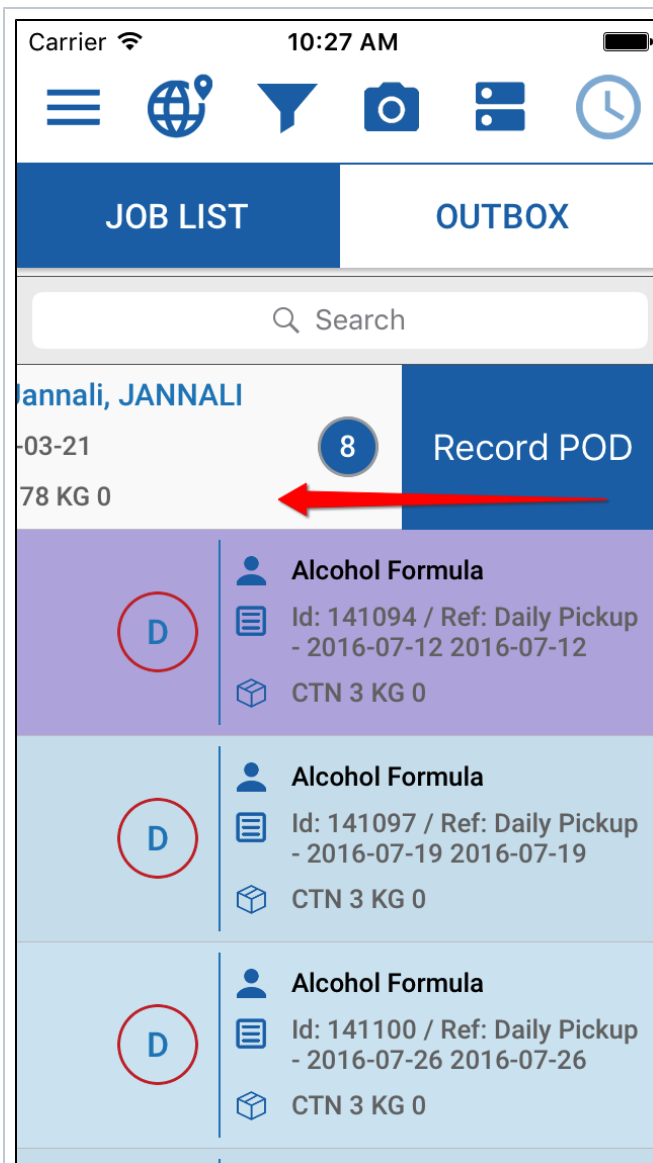 Carrier 10:27 AM
JOB LIST OUTBOX
Search
Jannali, JANNALI
-03-21
78 KG 0
8
Record POD
Alcohol Formula
D
Id: 141094 / Ref: Daily Pickup
- 2016-07-12 2016-07-12
CTN 3 KG 0
Alcohol Formula
D
Id: 141097 / Ref: Daily Pickup
- 2016-07-19 2016-07-19
CTN 3 KG 0
Alcohol Formula
D
Id: 141100 / Ref: Daily Pickup
- 2016-07-26 2016-07-26
CTN 3 KG 0